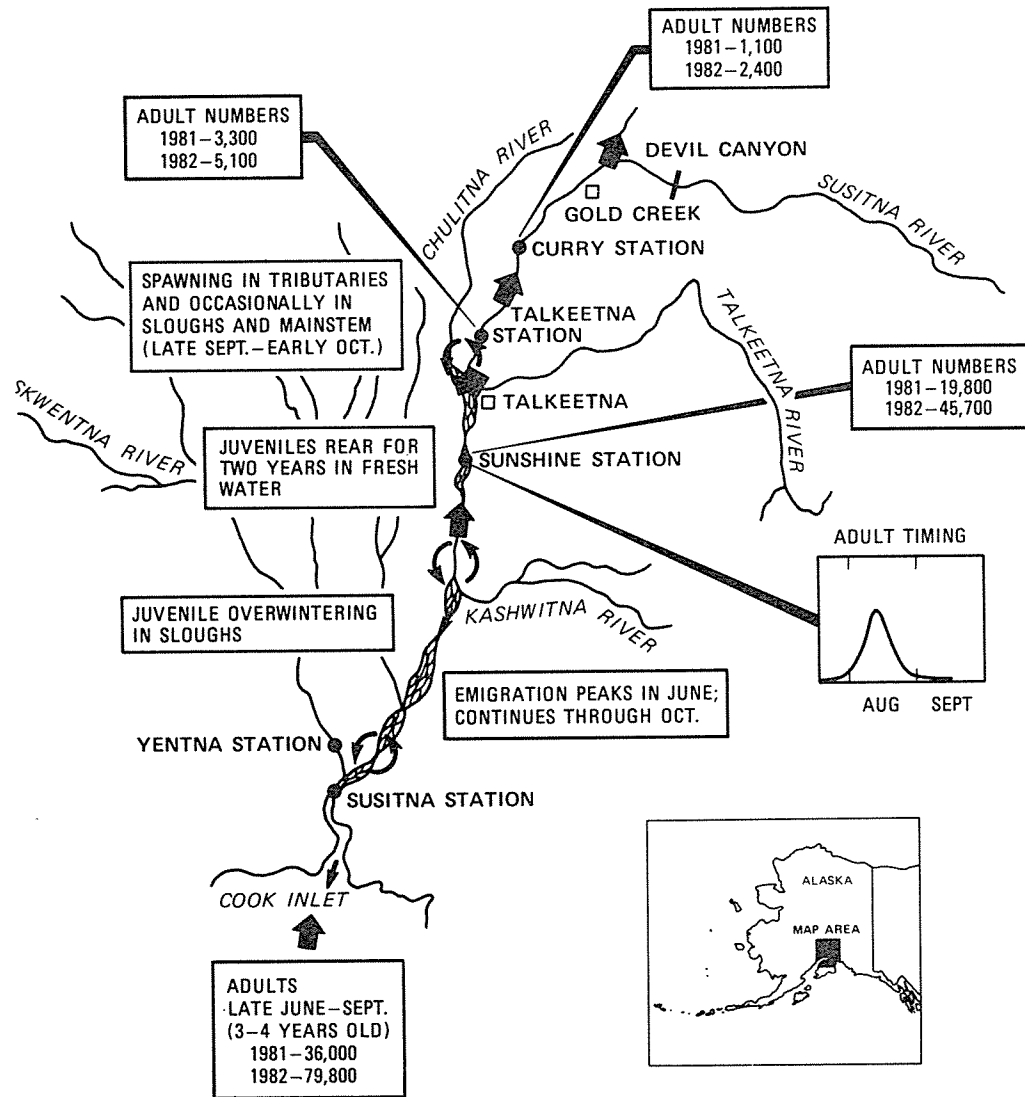 ADULT NUMBERS
1981–1,100
1982–2,400
ADULT NUMBERS
1981–3,300
1982–5,100
CHULITNA RIVER
DEVIL CANYON
GOLD CREEK
SUSITNA RIVER
CURRY STATION
SPAWNING IN TRIBUTARIES
AND OCCASIONALLY IN
SLOUGHS AND MAINSTEM
(LATE SEPT.–EARLY OCT.)
TALKEETNA
STATION
TALKEETNA RIVER
ADULT NUMBERS
1981–19,800
1982–45,700
TALKEETNA
SKWENTNA RIVER
JUVENILES REAR FOR
TWO YEARS IN FRESH
WATER
SUNSHINE STATION
ADULT TIMING
AUG SEPT
JUVENILE OVERWINTERING
IN SLOUGHS
KASHWITNA
RIVER
EMIGRATION PEAKS IN JUNE;
CONTINUES THROUGH OCT.
YENTNA STATION
SUSITNA STATION
COOK INLET
ALASKA
MAP AREA
ADULTS
LATE JUNE–SEPT.
(3–4 YEARS OLD)
1981–36,000
1982–79,800